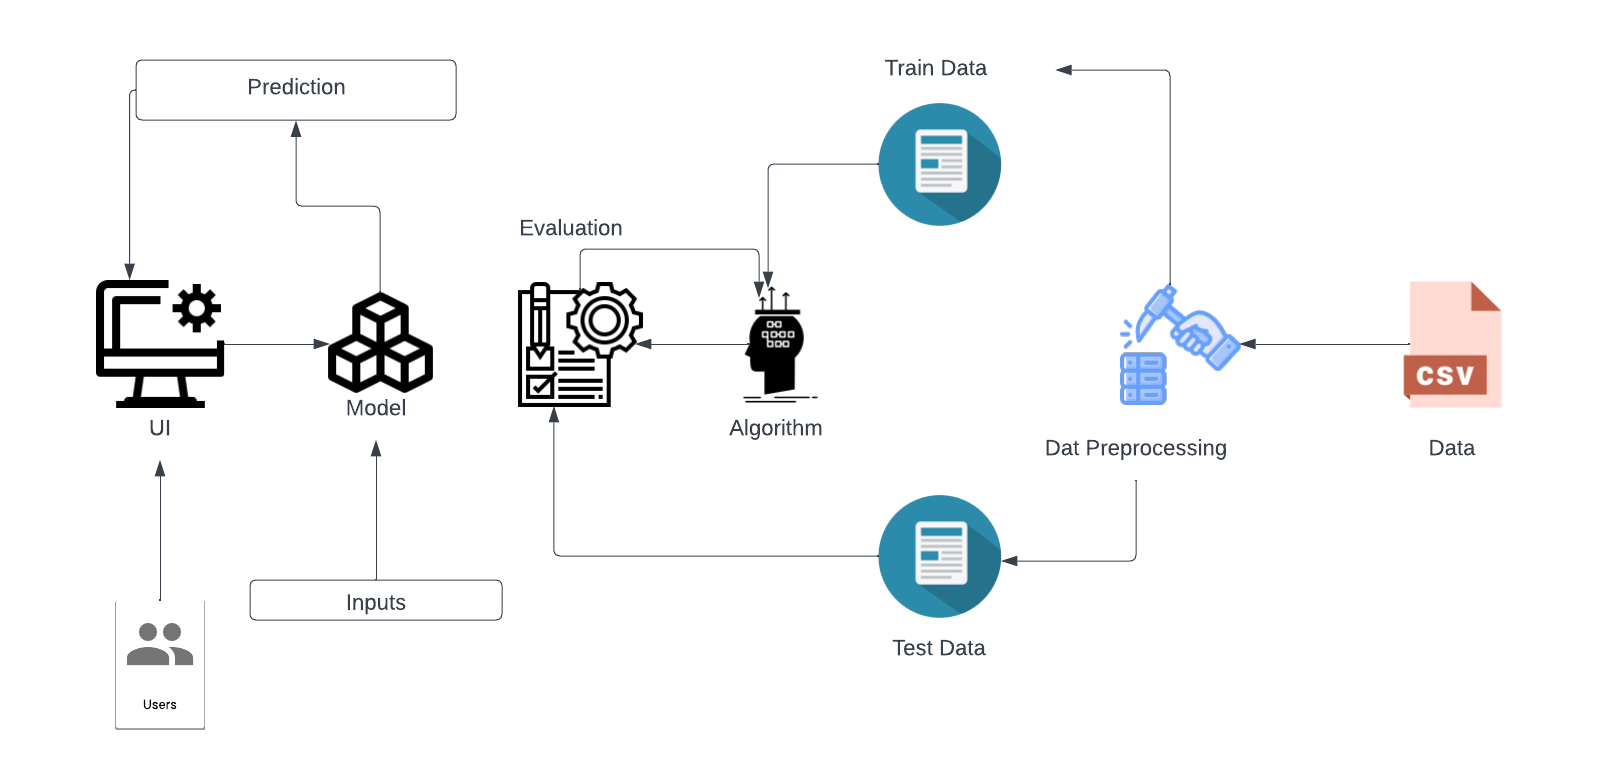 Train Data
Prediction
Evaluation
CSV
Model
UI
Algorithm
Dat Preprocessing
Data
Inputs
Test Data
Users